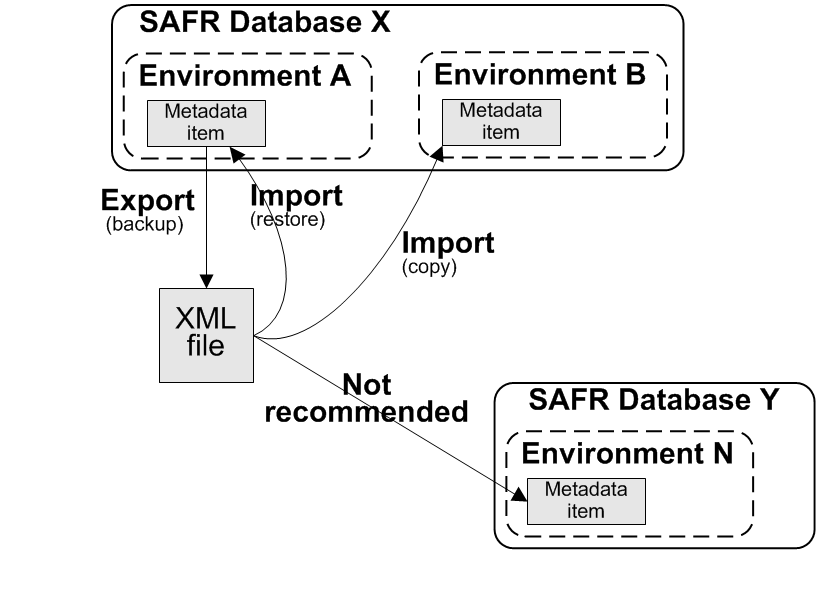 SAFR Database X
Environment A
Metadata
item
Environment B
Metadata
item
Export
(backup)
Import
(restore)
Import
(copy)
XML
file
Not
recommended
SAFR Database Y
Environment N
Metadata
item